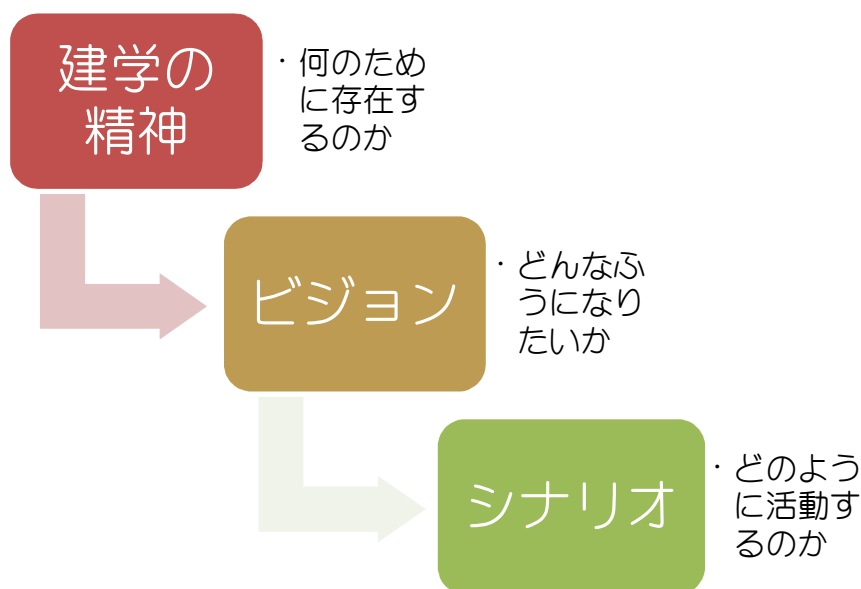 建学の
精神
・何のため
に存在す
るのか
ビジョン
・どんなふ
うになり
たいか
シナリオ
・どのよう
に活動す
るのか